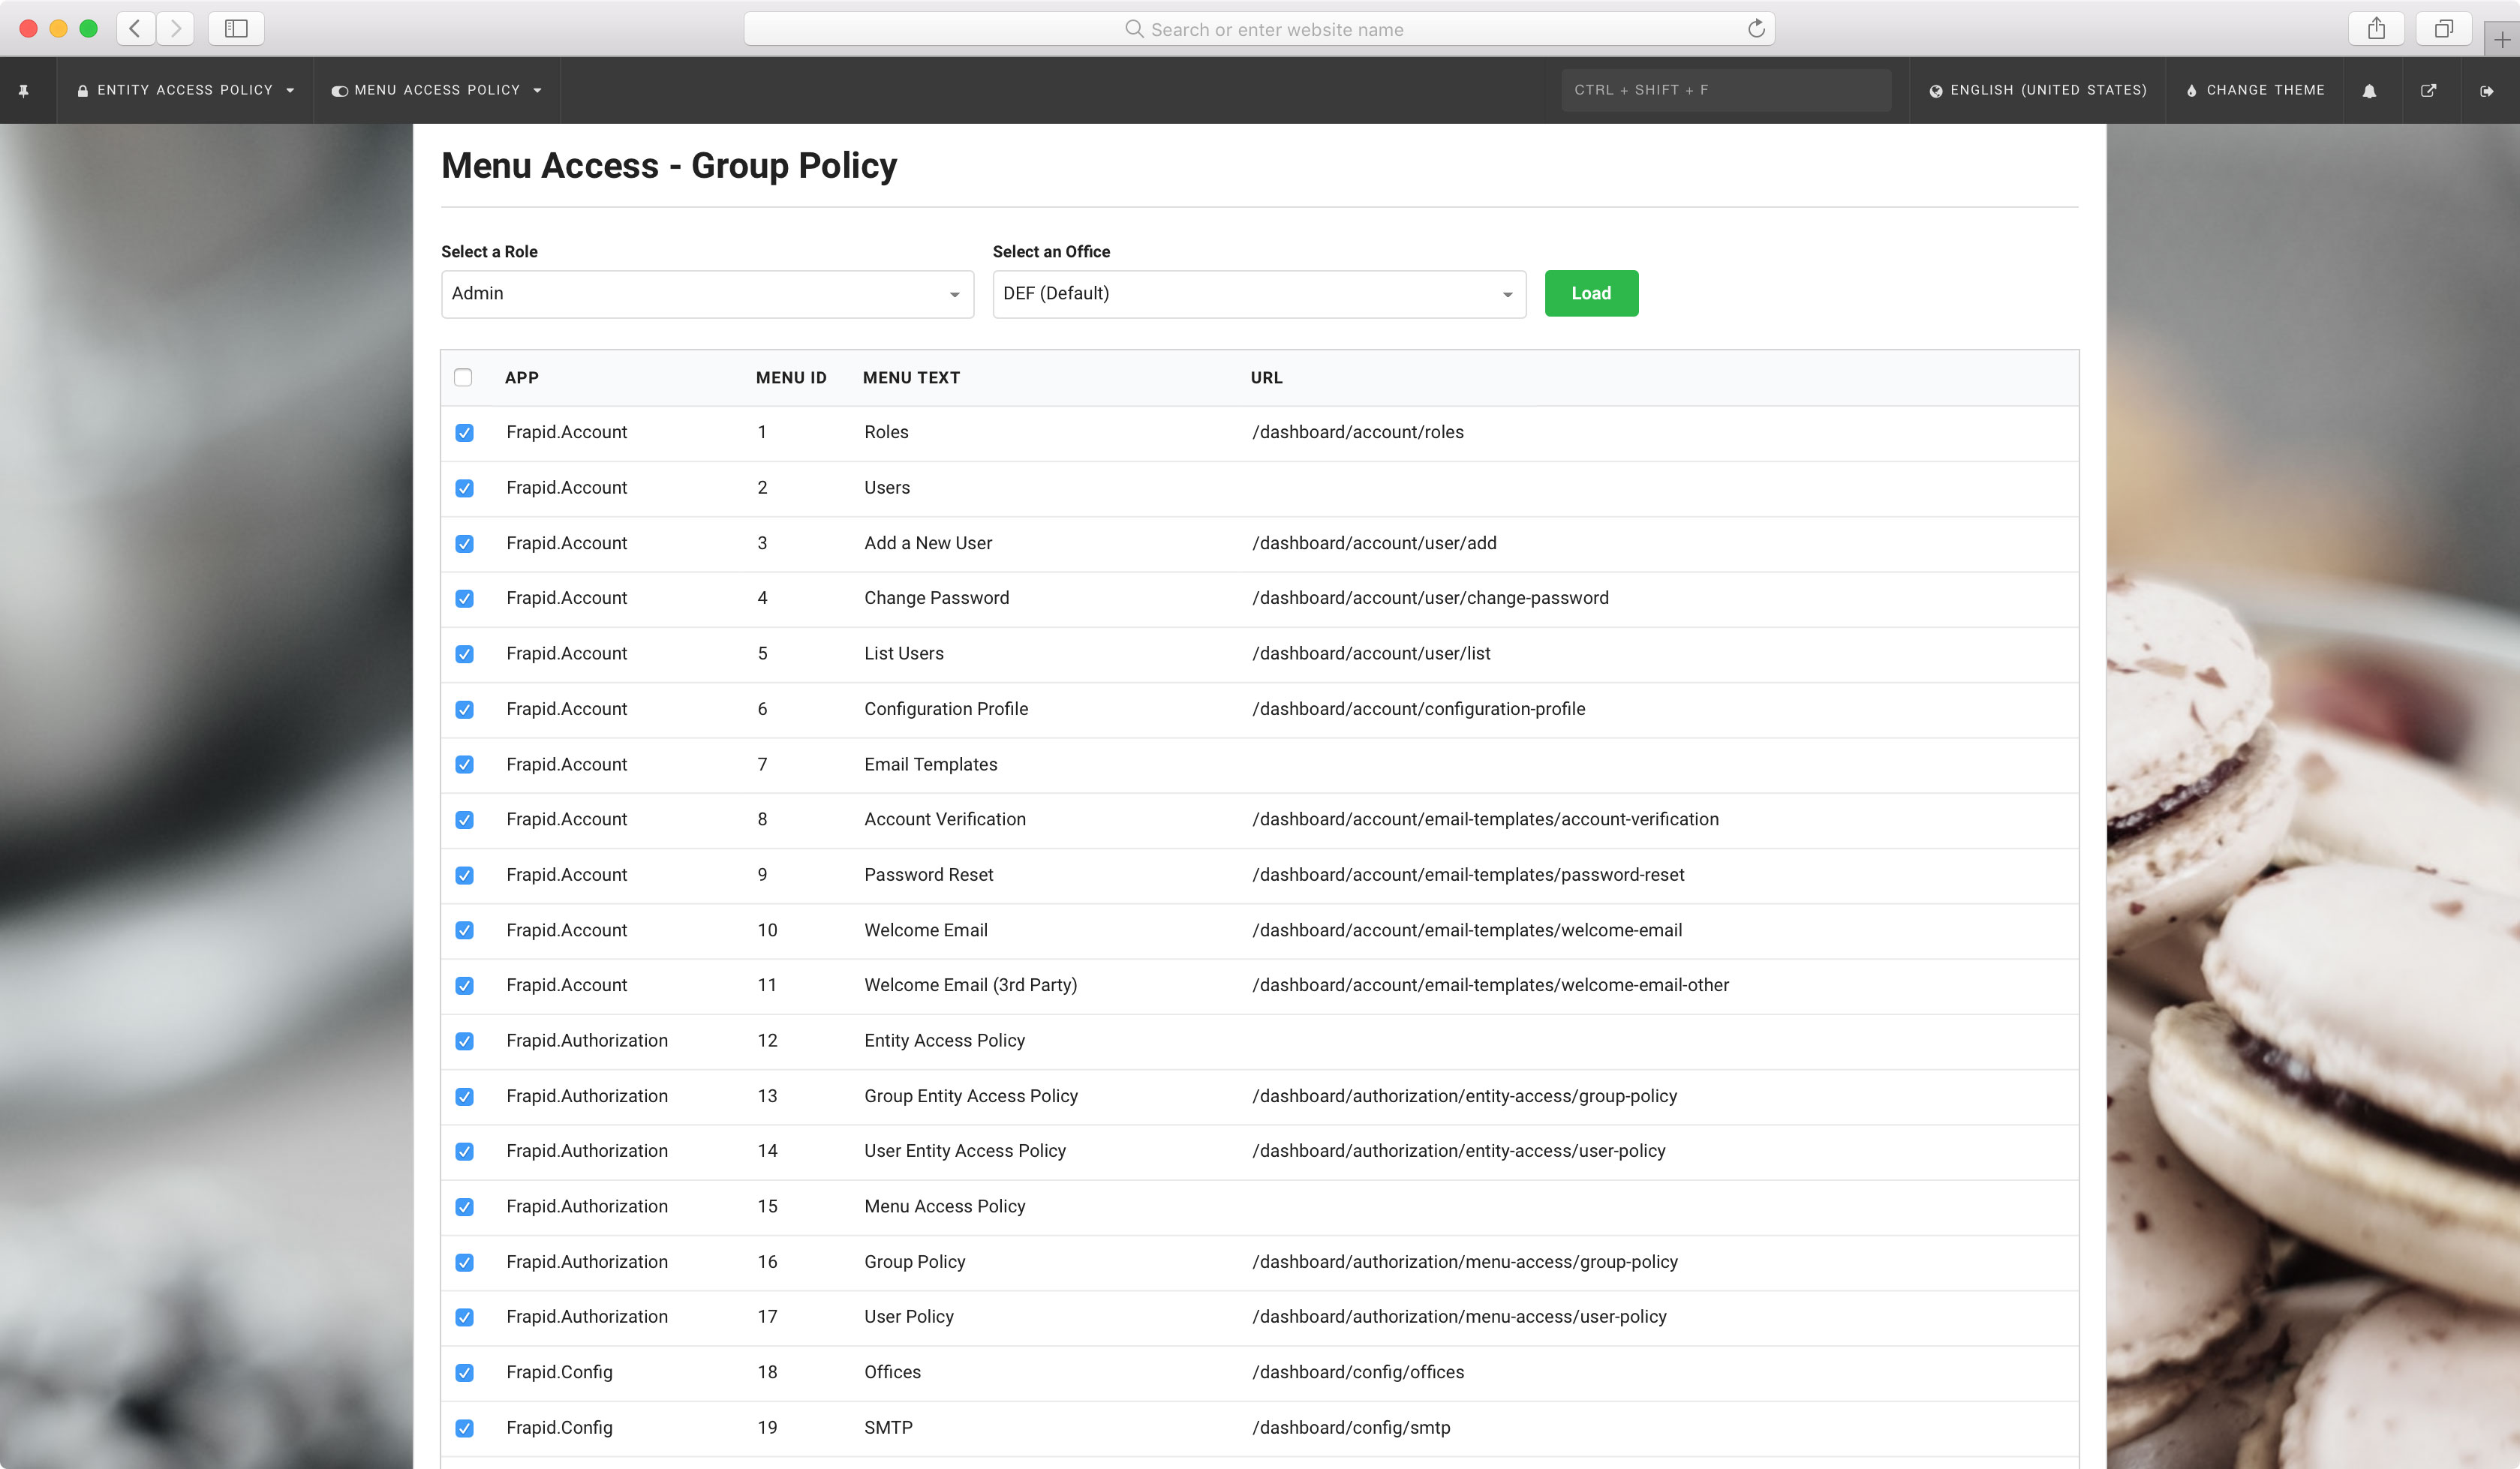 Search or enter website name
ENTITY ACCESS POLICY MENU ACCESS POLICY CTRL + SHIFT + F ENGLISH (UNITED STATES) CHANGE THEME
Menu Access - Group Policy
Select a Role Select an Office
Admin DEF (Default) Load
APP MENU ID MENU TEXT URL
Frapid.Account 1 Roles /dashboard/account/roles
Frapid.Account 2 Users
Frapid.Account 3 Add a New User /dashboard/account/user/add
Frapid.Account 4 Change Password /dashboard/account/user/change-password
Frapid.Account 5 List Users /dashboard/account/user/list
Frapid.Account 6 Configuration Profile /dashboard/account/configuration-profile
Frapid.Account 7 Email Templates
Frapid.Account 8 Account Verification /dashboard/account/email-templates/account-verification
Frapid.Account 9 Password Reset /dashboard/account/email-templates/password-reset
Frapid.Account 10 Welcome Email /dashboard/account/email-templates/welcome-email
Frapid.Account 11 Welcome Email (3rd Party) /dashboard/account/email-templates/welcome-email-other
Frapid.Authorization 12 Entity Access Policy
Frapid.Authorization 13 Group Entity Access Policy /dashboard/authorization/entity-access/group-policy
Frapid.Authorization 14 User Entity Access Policy /dashboard/authorization/entity-access/user-policy
Frapid.Authorization 15 Menu Access Policy
Frapid.Authorization 16 Group Policy /dashboard/authorization/menu-access/group-policy
Frapid.Authorization 17 User Policy /dashboard/authorization/menu-access/user-policy
Frapid.Config 18 Offices /dashboard/config/offices
Frapid.Config 19 SMTP /dashboard/config/smtp